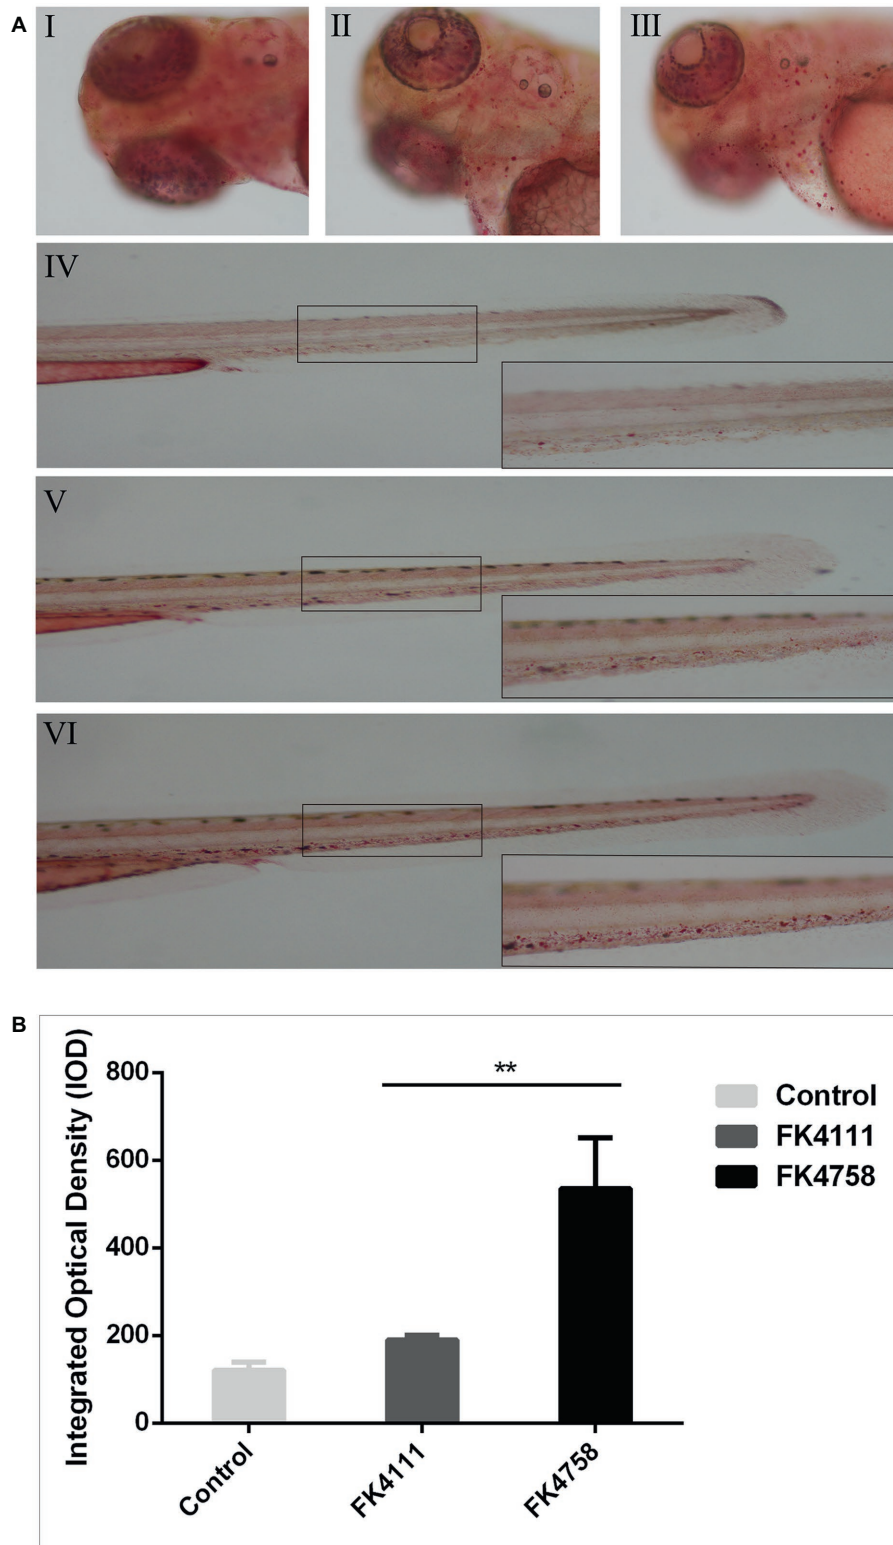 A
I
II
III
IV
V
VI
B
Integrated Optical Density (IOD)
800
600
400
200
0
**
Control
FK4111
FK4758
Control
FK4111
FK4758